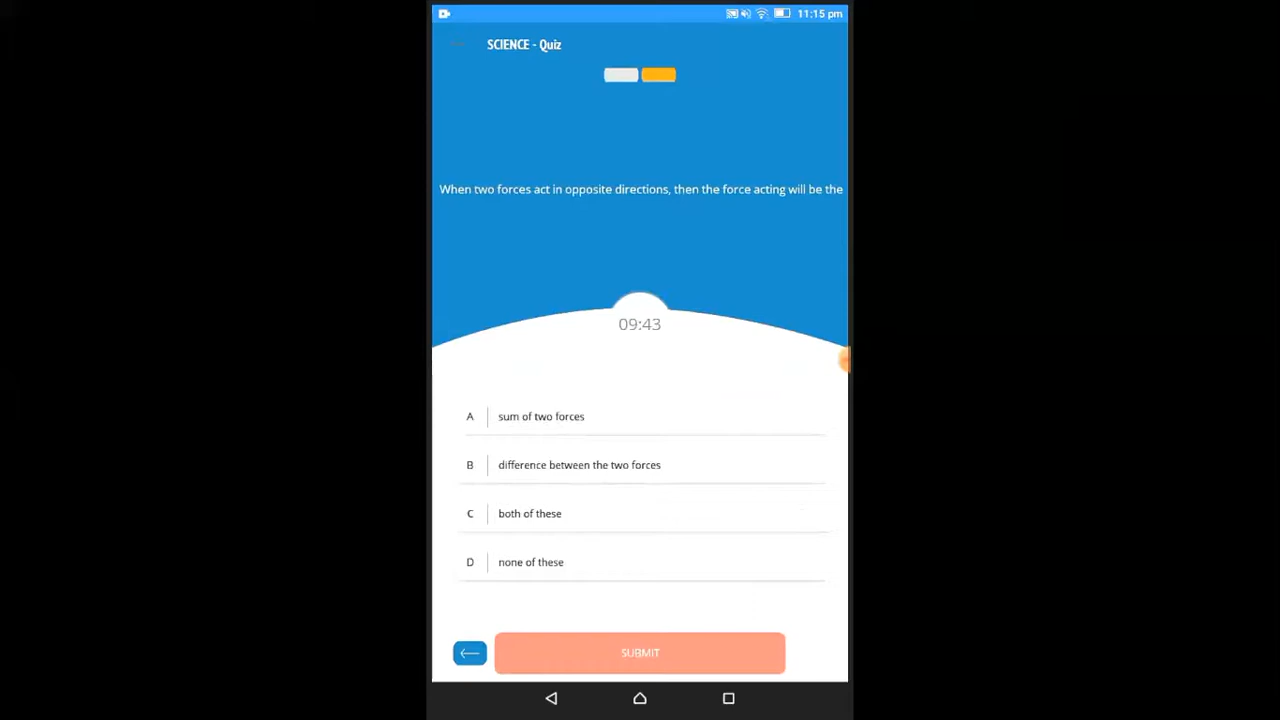 11:15 pm
SCIENCE - Quiz
When two forces act in opposite directions, then the force acting will be the
09:43
A sum of two forces
B difference between the two forces
C both of these
D none of these
SUBMIT